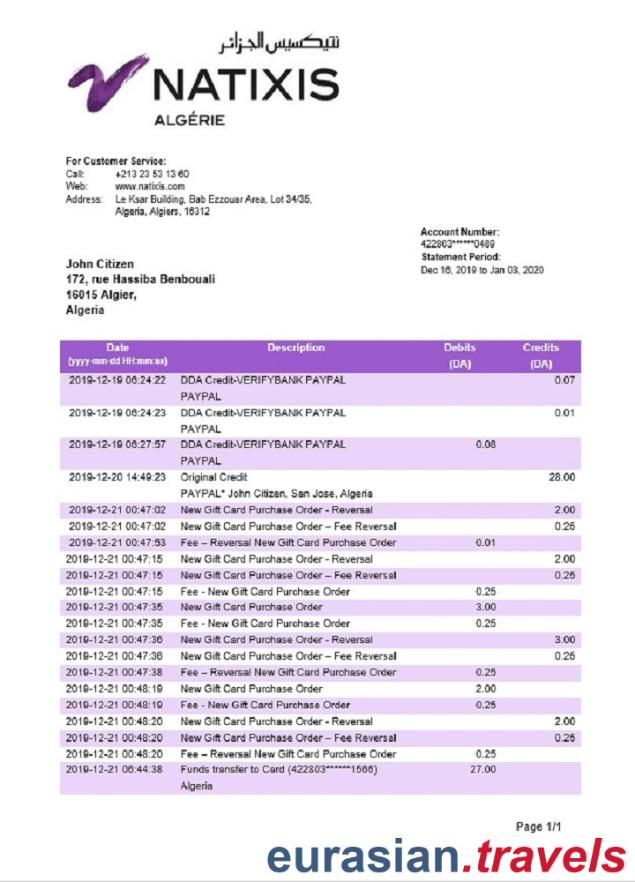 نتيكسيس الجزائر
NATIXIS
ALGÉRIE
For Customer Service:
Call: +213 23 53 13 60
Web: www.natixis.com
Address: Le Ksar Building, Bab Ezzouar Area, Lot 34/35,
Algeria, Algiers, 16312
Account Number:
422803******0489
Statement Period:
Dec 16, 2019 to Jan 03, 2020
John Citizen
172, rue Hassiba Benbouali
16015 Algier,
Algeria
Date Description Debits Credits
(yyyy-mm-dd HH:mm:ss) (DA) (DA)
2019-12-19 06:24:22 DDA Credit-VERIFYBANK PAYPAL 0.07
PAYPAL
2019-12-19 06:24:23 DDA Credit-VERIFYBANK PAYPAL 0.01
PAYPAL
2019-12-19 06:27:57 DDA Credit-VERIFYBANK PAYPAL 0.08
PAYPAL
2019-12-20 14:49:23 Original Credit 28.00
PAYPAL* John Citizen, San Jose, Algeria
2019-12-21 00:47:02 New Gift Card Purchase Order - Reversal 2.00
2019-12-21 00:47:02 New Gift Card Purchase Order – Fee Reversal 0.25
2019-12-21 00:47:53 Fee – Reversal New Gift Card Purchase Order 0.01
2019-12-21 00:47:15 New Gift Card Purchase Order - Reversal 2.00
2019-12-21 00:47:15 New Gift Card Purchase Order – Fee Reversal 0.25
2019-12-21 00:47:15 Fee - New Gift Card Purchase Order 0.25
2019-12-21 00:47:35 New Gift Card Purchase Order 3.00
2019-12-21 00:47:35 Fee - New Gift Card Purchase Order 0.25
2019-12-21 00:47:36 New Gift Card Purchase Order - Reversal 3.00
2019-12-21 00:47:36 New Gift Card Purchase Order – Fee Reversal 0.25
2019-12-21 00:47:38 Fee – Reversal New Gift Card Purchase Order 0.25
2019-12-21 00:48:19 New Gift Card Purchase Order 2.00
2019-12-21 00:48:19 Fee - New Gift Card Purchase Order 0.25
2019-12-21 00:48:20 New Gift Card Purchase Order - Reversal 2.00
2019-12-21 00:48:20 New Gift Card Purchase Order – Fee Reversal 0.25
2019-12-21 00:48:20 Fee – Reversal New Gift Card Purchase Order 0.25
2019-12-21 06:44:38 Funds transfer to Card (422803******1566) 27.00
Algeria
Page 1/1
eurasian.travels